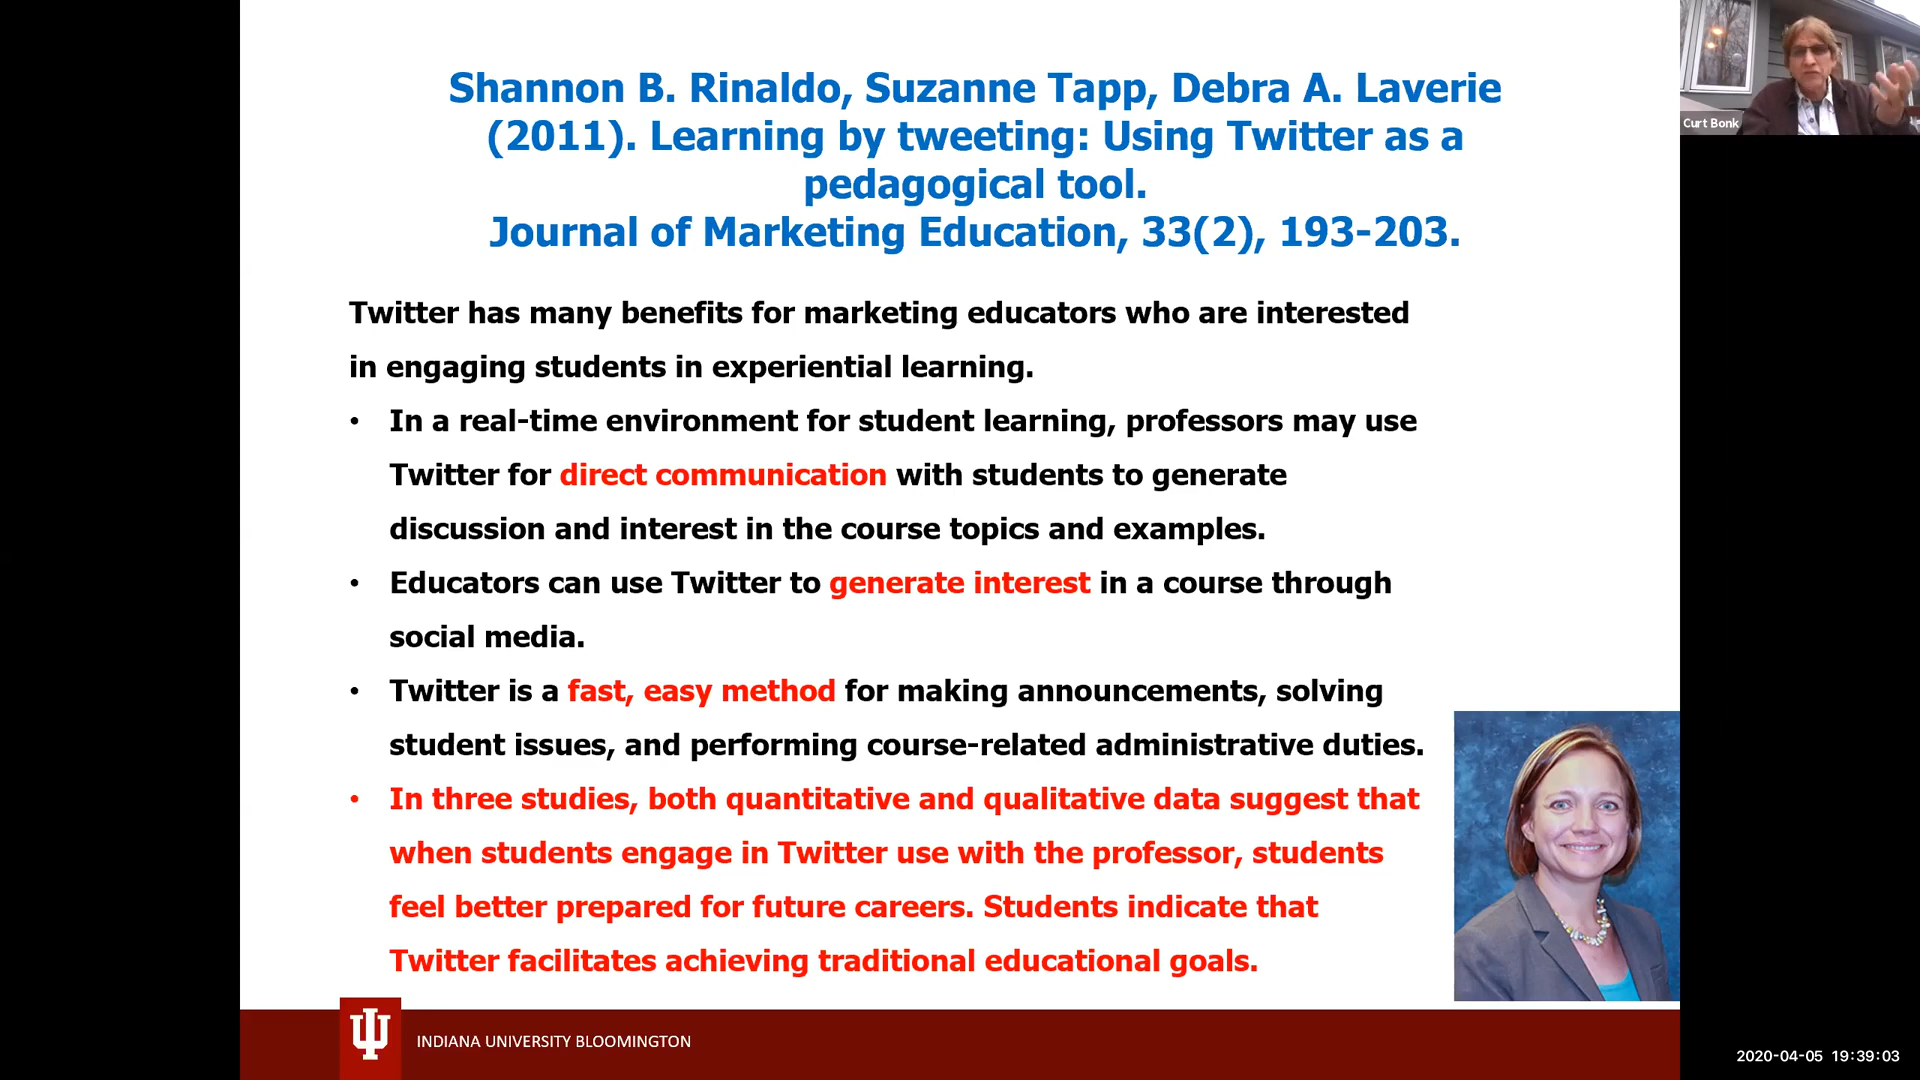 Shannon B. Rinaldo, Suzanne Tapp, Debra A. Laverie
(2011). Learning by tweeting: Using Twitter as a
pedagogical tool.
Journal of Marketing Education, 33(2), 193-203.
Twitter has many benefits for marketing educators who are interested
in engaging students in experiential learning.
• In a real-time environment for student learning, professors may use
Twitter for direct communication with students to generate
discussion and interest in the course topics and examples.
• Educators can use Twitter to generate interest in a course through
social media.
• Twitter is a fast, easy method for making announcements, solving
student issues, and performing course-related administrative duties.
• In three studies, both quantitative and qualitative data suggest that
when students engage in Twitter use with the professor, students
feel better prepared for future careers. Students indicate that
Twitter facilitates achieving traditional educational goals.
INDIANA UNIVERSITY BLOOMINGTON
Curt Bonk
2020-04-05 19:39:03